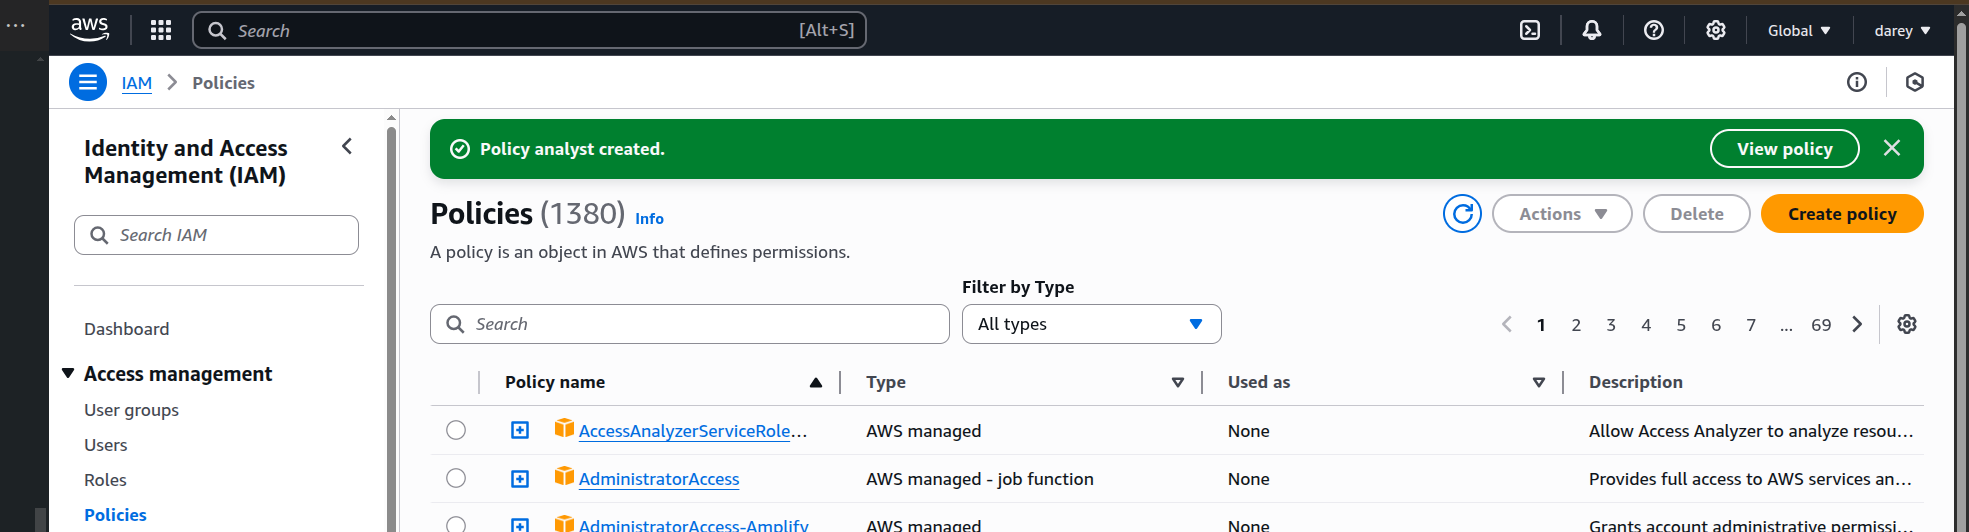 aws
Search [Alt+S]
Global
darey
IAM > Policies
Identity and Access
Management (IAM)
Search IAM
Dashboard
Access management
User groups
Users
Roles
Policies
Policy analyst created.
View policy
Policies (1380) Info
A policy is an object in AWS that defines permissions.
Actions
Delete
Create policy
Filter by Type
Search
All types
1 2 3 4 5 6 7 ... 69
Policy name Type Used as Description
AccessAnalyzerServiceRole... AWS managed None Allow Access Analyzer to analyze resou...
AdministratorAccess AWS managed - job function None Provides full access to AWS services an...
AdministratorAccess-Amplify AWS managed None Grants account administrative permissi...